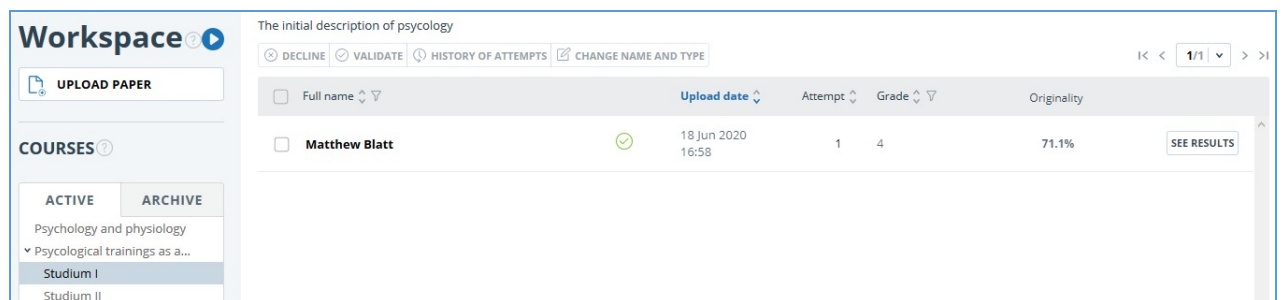 Workspace
UPLOAD PAPER
COURSES
ACTIVE ARCHIVE
Psychology and physiology
Psycological trainings as a...
Studium I
Studium II
The initial description of psycology
DECLINE VALIDATE HISTORY OF ATTEMPTS CHANGE NAME AND TYPE
1/1
Full name Upload date Attempt Grade Originality
Matthew Blatt 18 Jun 2020 16:58 1 4 71.1% SEE RESULTS